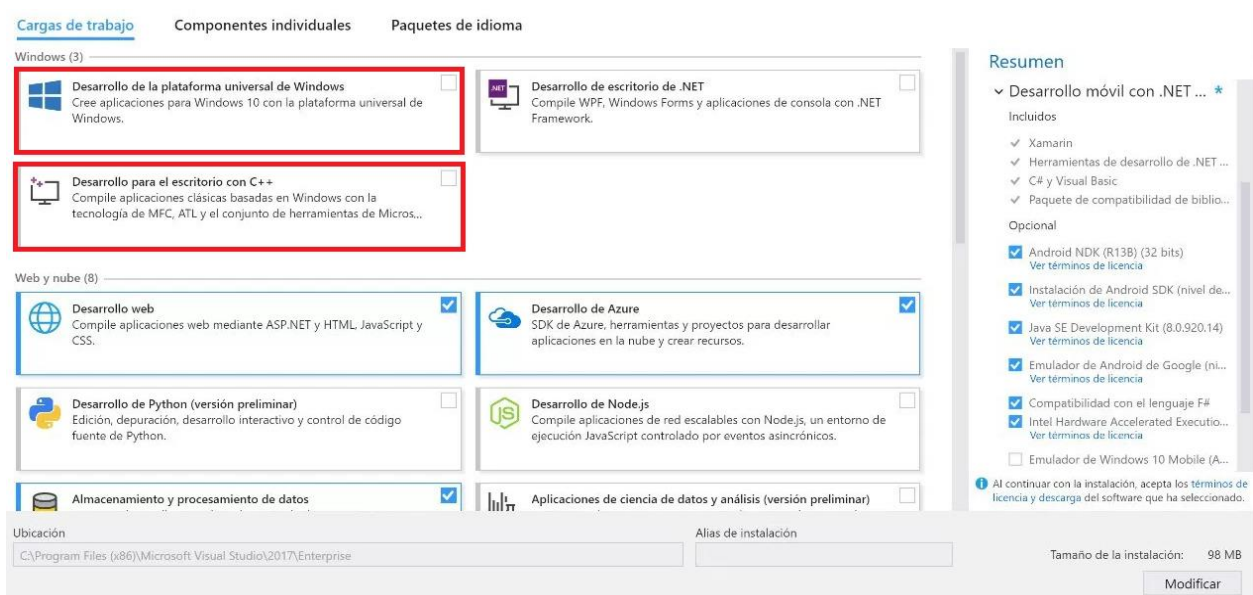 Cargas de trabajo
Componentes individuales
Paquetes de idioma
Windows (3)
Desarrollo de la plataforma universal de Windows
Cree aplicaciones para Windows 10 con la plataforma universal de
Windows.
.NET
Desarrollo de escritorio de .NET
Compile WPF, Windows Forms y aplicaciones de consola con .NET
Framework.
Desarrollo para el escritorio con C++
Compile aplicaciones clásicas basadas en Windows con la
tecnología de MFC, ATL y el conjunto de herramientas de Micros...
Web y nube (8)
Desarrollo web
Compile aplicaciones web mediante ASP.NET y HTML, JavaScript y
CSS.
Desarrollo de Azure
SDK de Azure, herramientas y proyectos para desarrollar
aplicaciones en la nube y crear recursos.
Desarrollo de Python (versión preliminar)
Edición, depuración, desarrollo interactivo y control de código
fuente de Python.
JS
Desarrollo de Node.js
Compile aplicaciones de red escalables con Node.js, un entorno de
ejecución JavaScript controlado por eventos asincrónicos.
Almacenamiento y procesamiento de datos
Aplicaciones de ciencia de datos y análisis (versión preliminar)
Resumen
Desarrollo móvil con .NET ... *
Incluidos
Xamarin
Herramientas de desarrollo de .NET ...
C# y Visual Basic
Paquete de compatibilidad de biblio...
Opcional
Android NDK (R13B) (32 bits)
Ver términos de licencia
Instalación de Android SDK (nivel de...
Ver términos de licencia
Java SE Development Kit (8.0.920.14)
Ver términos de licencia
Emulador de Android de Google (ni...
Ver términos de licencia
Compatibilidad con el lenguaje F#
Intel Hardware Accelerated Executio...
Ver términos de licencia
Emulador de Windows 10 Mobile (A...
Al continuar con la instalación, acepta los términos de
licencia y descarga del software que ha seleccionado.
Ubicación
C:\Program Files (x86)\Microsoft Visual Studio\2017\Enterprise
Alias de instalación
Tamaño de la instalación: 98 MB
Modificar